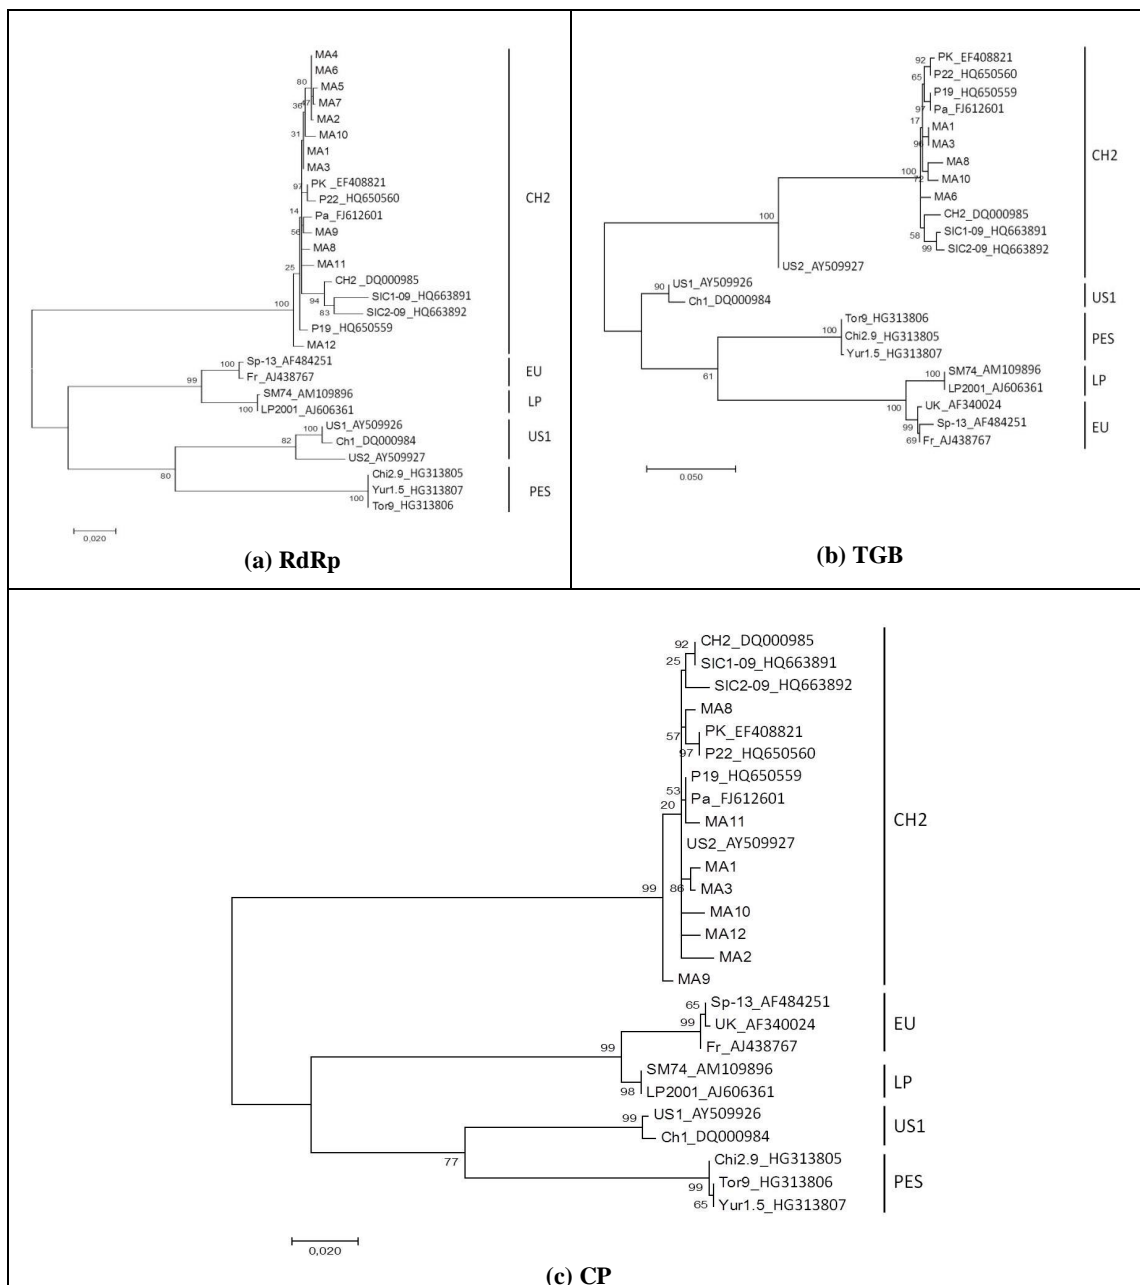 MA4
MA6
80
MA5
47
MA7
36
MA2
31
MA10
MA1
MA3
97
PK_EF408821
P22_HQ650560
CH2
14
Pa_FJ612601
56
MA9
MA8
25
MA11
CH2_DQ000985
94
SIC1-09_HQ663891
100
83
SIC2-09_HQ663892
P19_HQ650559
MA12
100
Sp-13_AF484251
EU
Fr_AJ438767
99
SM74_AM109896
LP
100
LP2001_AJ606361
100
US1_AY509926
US1
82
Ch1_DQ000984
US2_AY509927
80
Chi2.9_HG313805
Yur1.5_HG313807
PES
100
Tor9_HG313806
0,020
(a) RdRp
92
PK_EF408821
65
P22_HQ650560
P19_HQ650559
97
Pa_FJ612601
17
MA1
96
MA3
CH2
MA8
100
72
MA10
MA6
CH2_DQ000985
100
58
SIC1-09_HQ663891
99
SIC2-09_HQ663892
US2_AY509927
90
US1_AY509926
US1
Ch1_DQ000984
Tor9_HG313806
100
Chi2.9_HG313805
PES
Yur1.5_HG313807
61
100
SM74_AM109896
LP
LP2001_AJ606361
100
UK_AF340024
99
Sp-13_AF484251
EU
69
Fr_AJ438767
0.050
(b) TGB
92
CH2_DQ000985
25
SIC1-09_HQ663891
SIC2-09_HQ663892
MA8
57
PK_EF408821
97
P22_HQ650560
P19_HQ650559
53
Pa_FJ612601
20
MA11
CH2
US2_AY509927
MA1
99
86
MA3
MA10
MA12
MA2
MA9
65
Sp-13_AF484251
99
UK_AF340024
EU
99
Fr_AJ438767
SM74_AM109896
LP
98
LP2001_AJ606361
99
US1_AY509926
US1
Ch1_DQ000984
77
Chi2.9_HG313805
99
Tor9_HG313806
PES
65
Yur1.5_HG313807
0,020
(c) CP